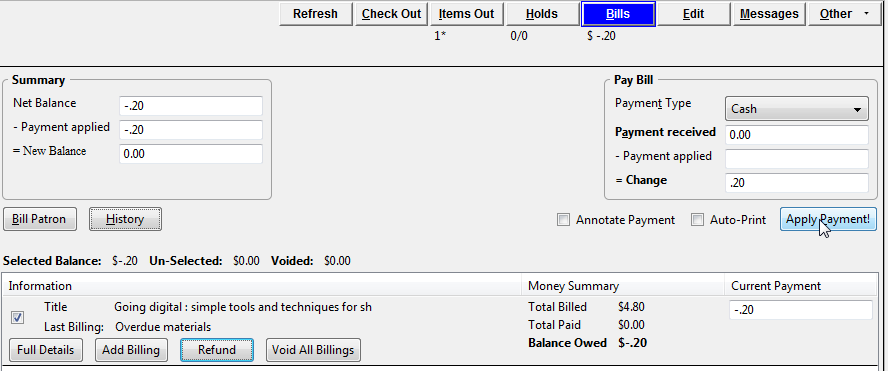 Refresh Check Out Items Out Holds Bills Edit Messages Other
1* 0/0 $ -.20
Summary
Net Balance -.20
- Payment applied -.20
= New Balance 0.00
Pay Bill
Payment Type Cash
Payment received 0.00
- Payment applied
= Change .20
Bill Patron History Annotate Payment Auto-Print Apply Payment!
Selected Balance: $-.20 Un-Selected: $0.00 Voided: $0.00
Information Money Summary Current Payment
Title Going digital : simple tools and techniques for sh Total Billed $4.80 -.20
Last Billing: Overdue materials Total Paid $0.00
Balance Owed $-.20
Full Details Add Billing Refund Void All Billings